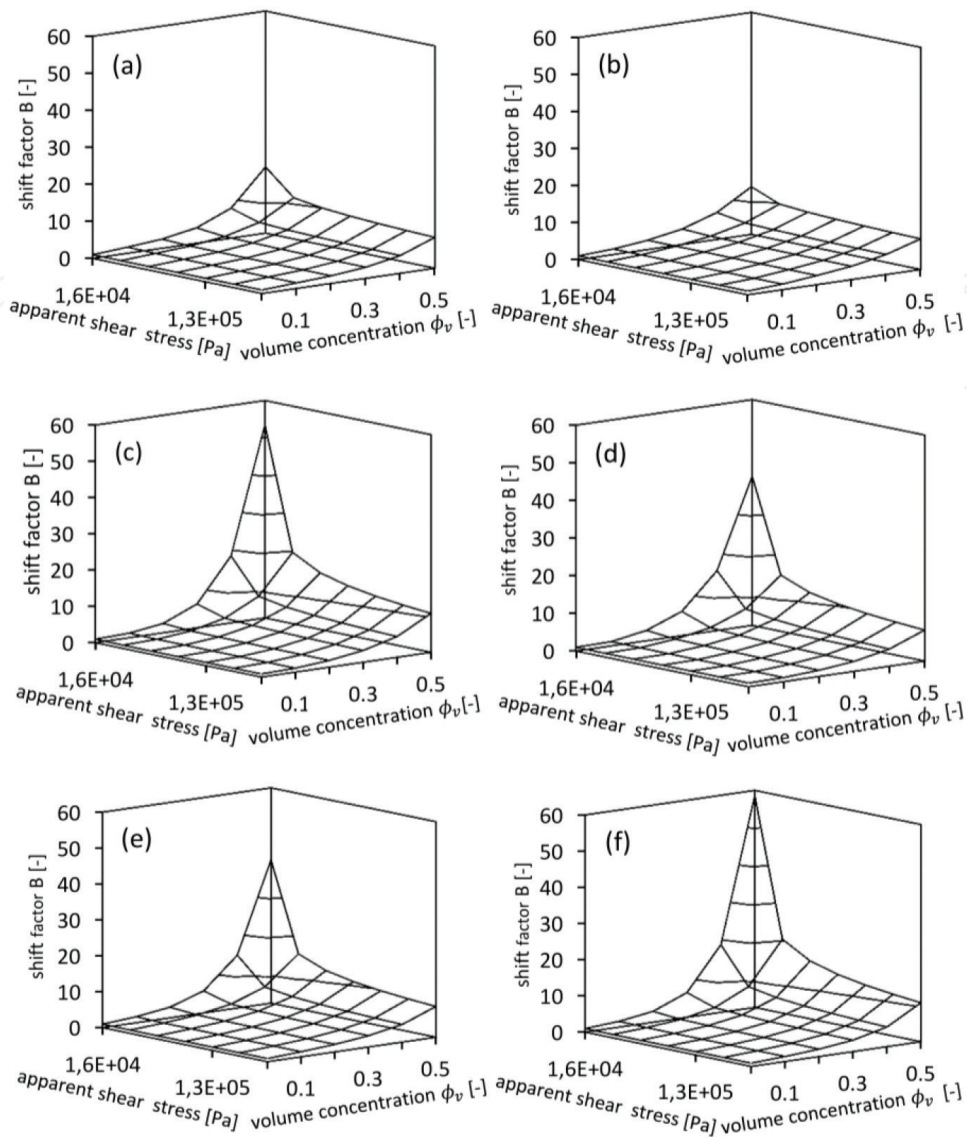 (a)
shift factor B [-]
60
50
40
30
20
10
0
1,6E+04
1,3E+05
apparent shear stress [Pa]
0.1
0.3
0.5
volume concentration ϕᵥ [-]
(b)
shift factor B [-]
60
50
40
30
20
10
0
1,6E+04
1,3E+05
apparent shear stress [Pa]
0.1
0.3
0.5
volume concentration ϕᵥ [-]
(c)
shift factor B [-]
60
50
40
30
20
10
0
1,6E+04
1,3E+05
apparent shear stress [Pa]
0.1
0.3
0.5
volume concentration ϕᵥ[-]
(d)
shift factor B [-]
60
50
40
30
20
10
0
1,6E+04
1,3E+05
apparent shear stress [Pa]
0.1
0.3
0.5
volume concentration ϕᵥ [-]
(e)
shift factor B [-]
60
50
40
30
20
10
0
1,6E+04
1,3E+05
apparent shear stress [Pa]
0.1
0.3
0.5
volume concentration ϕᵥ [-]
(f)
shift factor B [-]
60
50
40
30
20
10
0
1,6E+04
1,3E+05
apparent shear stress [Pa]
0.1
0.3
0.5
volume concentration ϕᵥ [-]